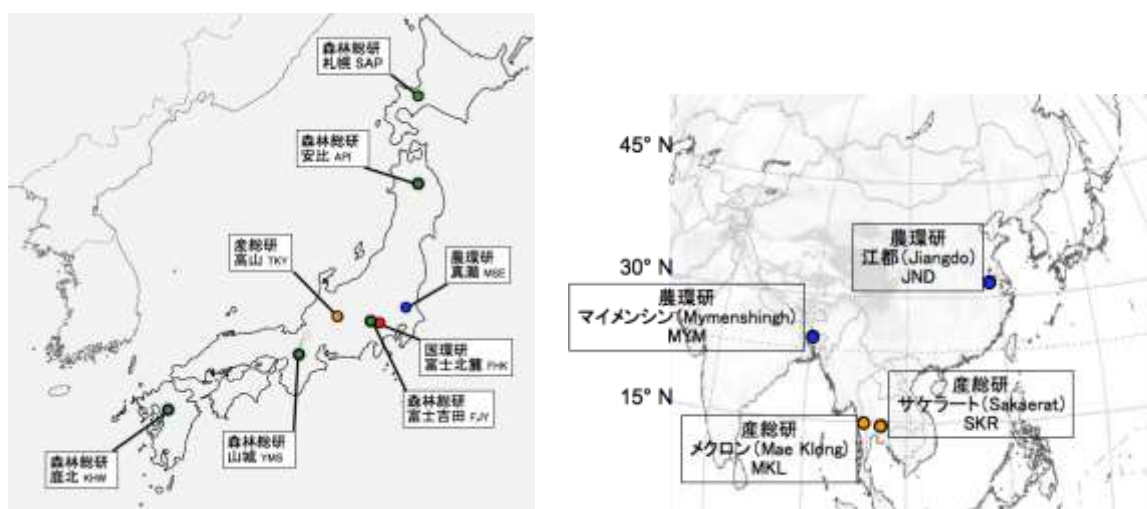 森林総研
札幌 SAP
森林総研
安比 API
産総研
高山 TKY
農環研
真瀬 MSE
国環研
富士北麓 FHK
森林総研
富士吉田 FJY
森林総研
山城 YMS
森林総研
鹿北 KHW
45° N
30° N
15° N
農環研
江都(Jiangdo)
JND
農環研
マイメンシン(Mymenshingh)
MYM
産総研
サケラート(Sakaerat)
SKR
産総研
メクロン(Mae Klong)
MKL